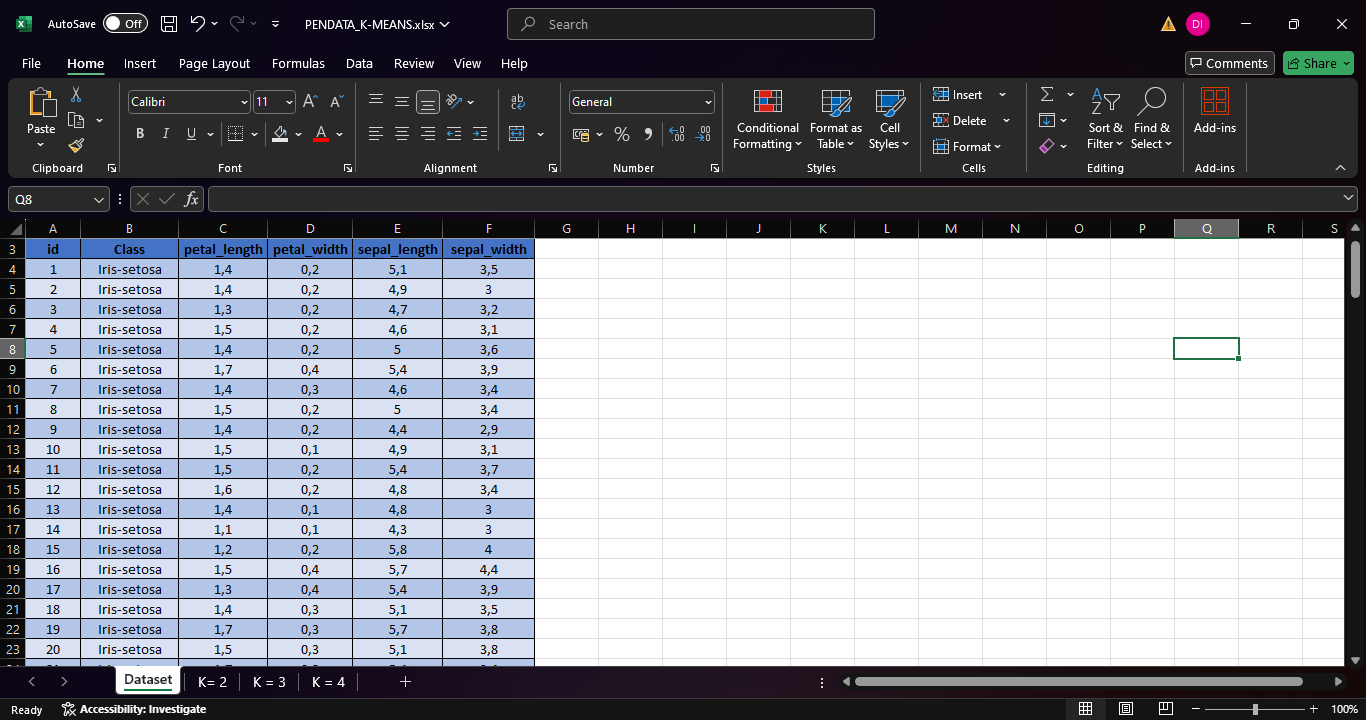 AutoSave Off PENDATA_K-MEANS.xlsx Search DI
File Home Insert Page Layout Formulas Data Review View Help Comments Share
Paste Calibri 11 A A General Conditional Formatting Format as Table Cell Styles Insert Delete Format Sort & Filter Find & Select Add-ins
B I U A ab % 9
Clipboard Font Alignment Number Styles Cells Editing Add-ins
Q8 fx
A B C D E F G H I J K L M N O P Q R S
3 id Class petal_length petal_width sepal_length sepal_width
4 1 Iris-setosa 1,4 0,2 5,1 3,5
5 2 Iris-setosa 1,4 0,2 4,9 3
6 3 Iris-setosa 1,3 0,2 4,7 3,2
7 4 Iris-setosa 1,5 0,2 4,6 3,1
8 5 Iris-setosa 1,4 0,2 5 3,6
9 6 Iris-setosa 1,7 0,4 5,4 3,9
10 7 Iris-setosa 1,4 0,3 4,6 3,4
11 8 Iris-setosa 1,5 0,2 5 3,4
12 9 Iris-setosa 1,4 0,2 4,4 2,9
13 10 Iris-setosa 1,5 0,1 4,9 3,1
14 11 Iris-setosa 1,5 0,2 5,4 3,7
15 12 Iris-setosa 1,6 0,2 4,8 3,4
16 13 Iris-setosa 1,4 0,1 4,8 3
17 14 Iris-setosa 1,1 0,1 4,3 3
18 15 Iris-setosa 1,2 0,2 5,8 4
19 16 Iris-setosa 1,5 0,4 5,7 4,4
20 17 Iris-setosa 1,3 0,4 5,4 3,9
21 18 Iris-setosa 1,4 0,3 5,1 3,5
22 19 Iris-setosa 1,7 0,3 5,7 3,8
23 20 Iris-setosa 1,5 0,3 5,1 3,8
Dataset K= 2 K = 3 K = 4
Ready Accessibility: Investigate 100%